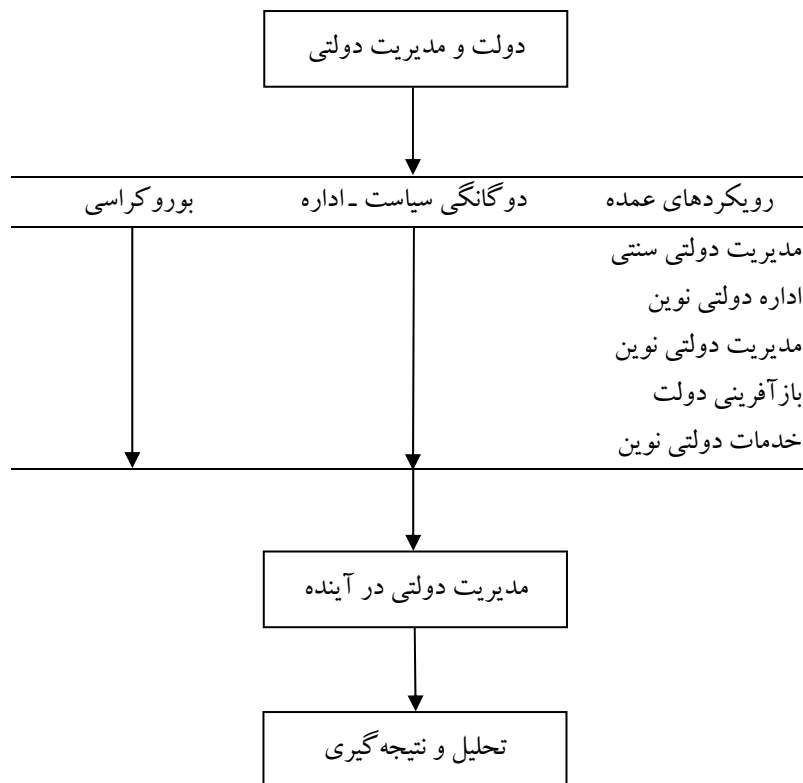 دولت و مدیریت دولتی
رویکردهای عمده دوگانگی سیاست ـ اداره بوروکراسی
مدیریت دولتی سنتی
اداره دولتی نوین
مدیریت دولتی نوین
بازآفرینی دولت
خدمات دولتی نوین
مدیریت دولتی در آینده
تحلیل و نتیجه‌گیری